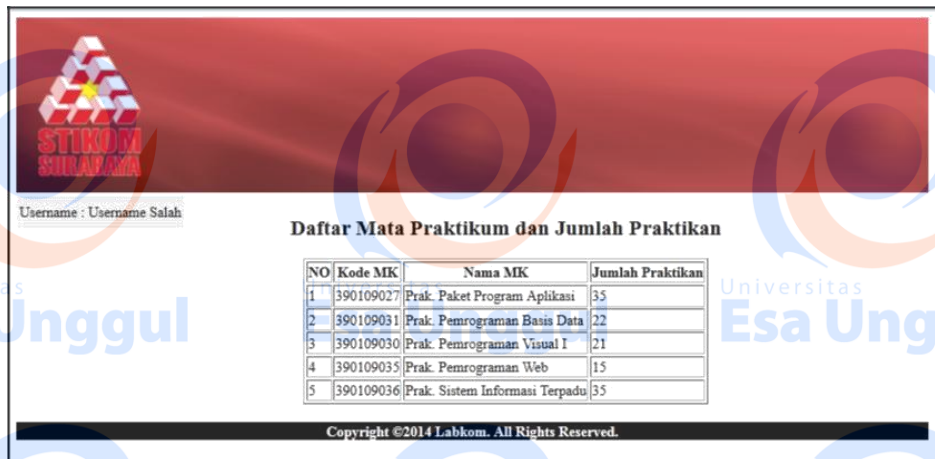 STIKOM
SURABAYA
Username : Username Salah
Daftar Mata Praktikum dan Jumlah Praktikan
NO Kode MK Nama MK Jumlah Praktikan
1 390109027 Prak. Paket Program Aplikasi 35
2 390109031 Prak. Pemrograman Basis Data 22
3 390109030 Prak. Pemrograman Visual I 21
4 390109035 Prak. Pemrograman Web 15
5 390109036 Prak. Sistem Informasi Terpadu 35
Copyright ©2014 Labkom. All Rights Reserved.
as
Unggul
Universitas
Esa Unggul
Universitas
Esa Ung